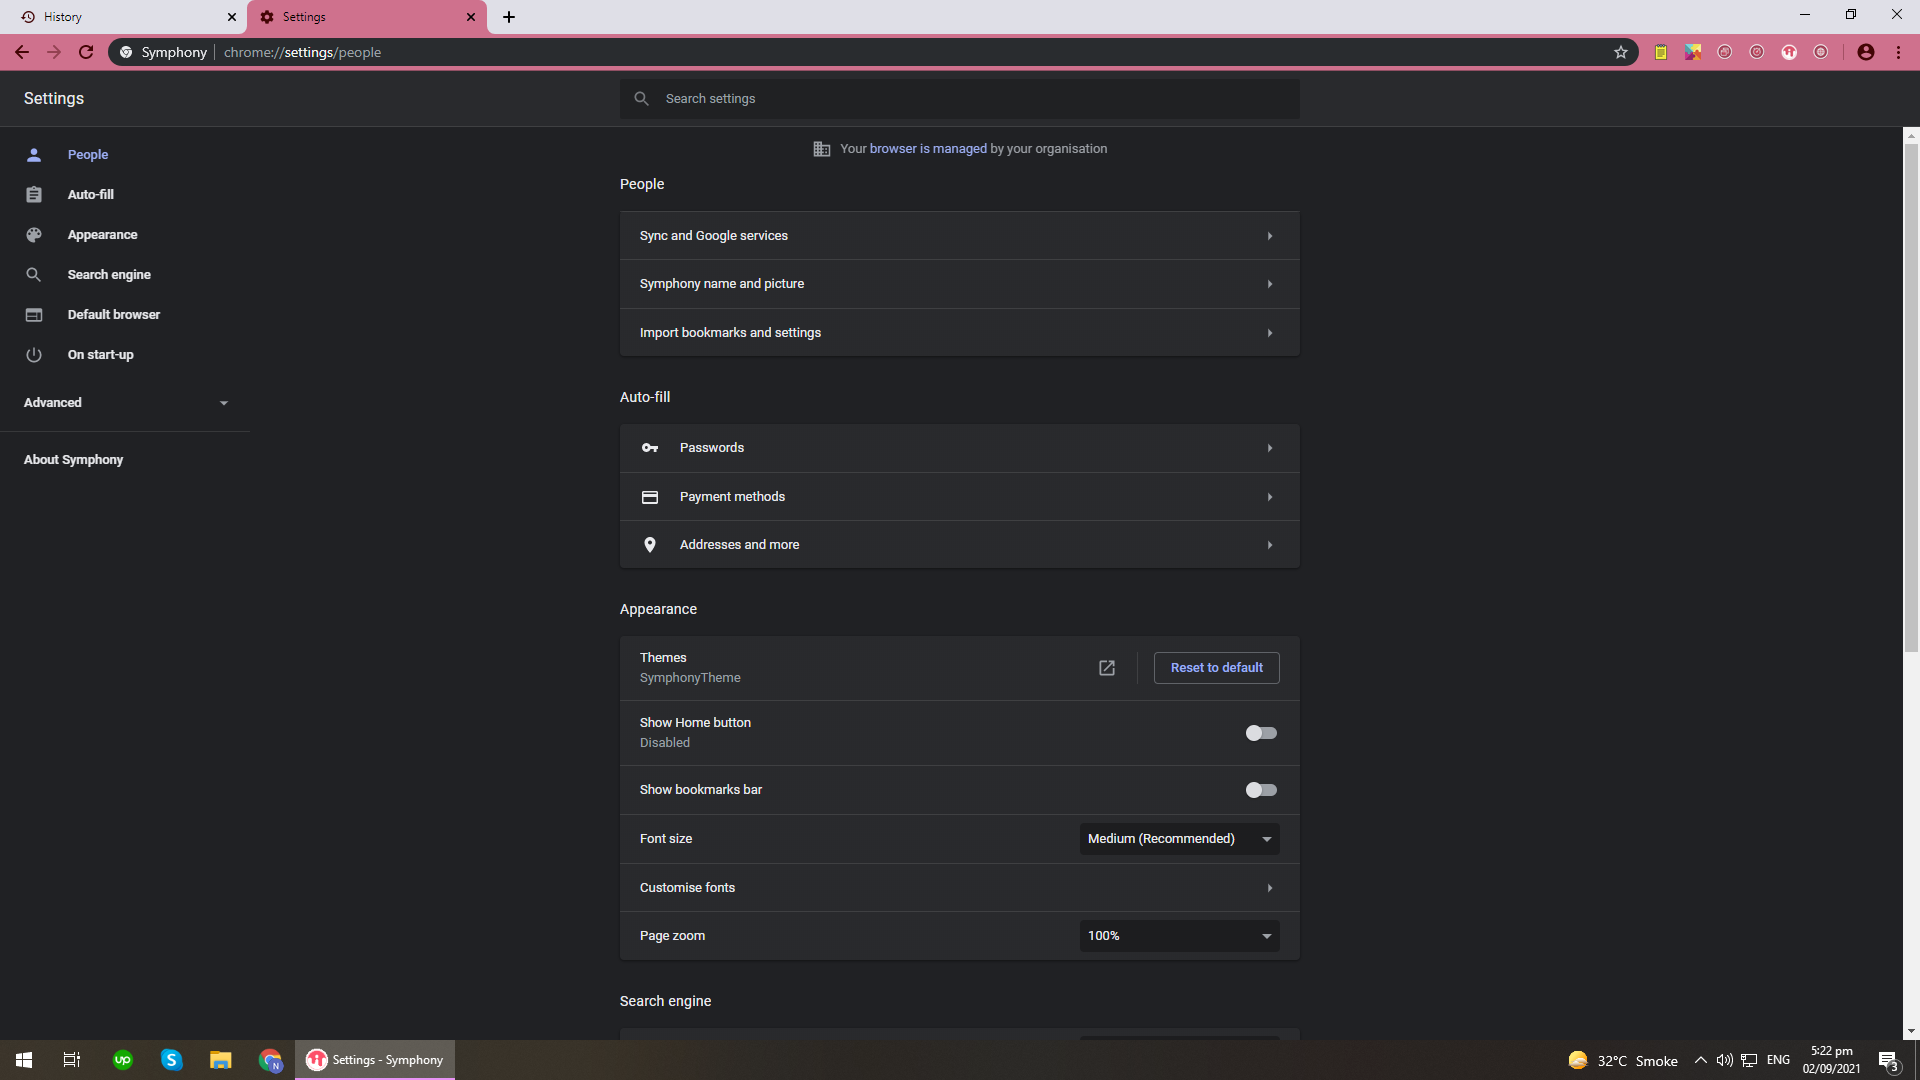 History
Settings
Symphony
chrome://settings/people
Settings
Search settings
People
Auto-fill
Appearance
Search engine
Default browser
On start-up
Advanced
About Symphony
Your browser is managed by your organisation
People
Sync and Google services
Symphony name and picture
Import bookmarks and settings
Auto-fill
Passwords
Payment methods
Addresses and more
Appearance
Themes
SymphonyTheme
Reset to default
Show Home button
Disabled
Show bookmarks bar
Font size
Medium (Recommended)
Customise fonts
Page zoom
100%
Search engine
up
S
N
Settings - Symphony
32°C Smoke
ENG
5:22 pm
02/09/2021
3